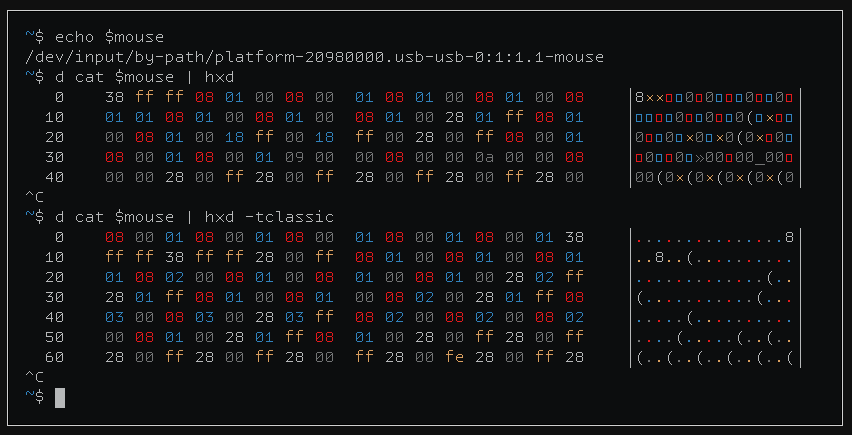 ~$ echo $mouse
/dev/input/by-path/platform-20980000.usb-usb-0:1:1.1-mouse
~$ d cat $mouse | hxd
0 38 ff ff 08 01 00 08 00 01 08 01 00 08 01 00 08 |8××▯▯0▯0▯▯▯0▯▯0▯|
10 01 01 08 01 00 08 01 00 08 01 00 28 01 ff 08 01 |▯▯▯▯0▯▯0▯▯0(▯×▯▯|
20 00 08 01 00 18 ff 00 18 ff 00 28 00 ff 08 00 01 |0▯▯0▯×0▯×0(0×▯0▯|
30 08 00 01 08 00 01 09 00 00 08 00 00 0a 00 00 08 |▯0▯▯0▯»00▯00_00▯|
40 00 00 28 00 ff 28 00 ff 28 00 ff 28 00 ff 28 00 |00(0×(0×(0×(0×(0|
^C
~$ d cat $mouse | hxd -tclassic
0 08 00 01 08 00 01 08 00 01 08 00 01 08 00 01 38 |...............8|
10 ff ff 38 ff ff 28 00 ff 08 01 00 08 01 00 08 01 |..8..(..........|
20 01 08 02 00 08 01 00 08 01 00 08 01 00 28 02 ff |.............(..|
30 28 01 ff 08 01 00 08 01 00 08 02 00 28 01 ff 08 |(...........(...|
40 03 00 08 03 00 28 03 ff 08 02 00 08 02 00 08 02 |.....(..........|
50 00 08 01 00 28 01 ff 08 01 00 28 00 ff 28 00 ff |....(.....(..(..|
60 28 00 ff 28 00 ff 28 00 ff 28 00 fe 28 00 ff 28 |(..(..(..(..(..(|
^C
~$